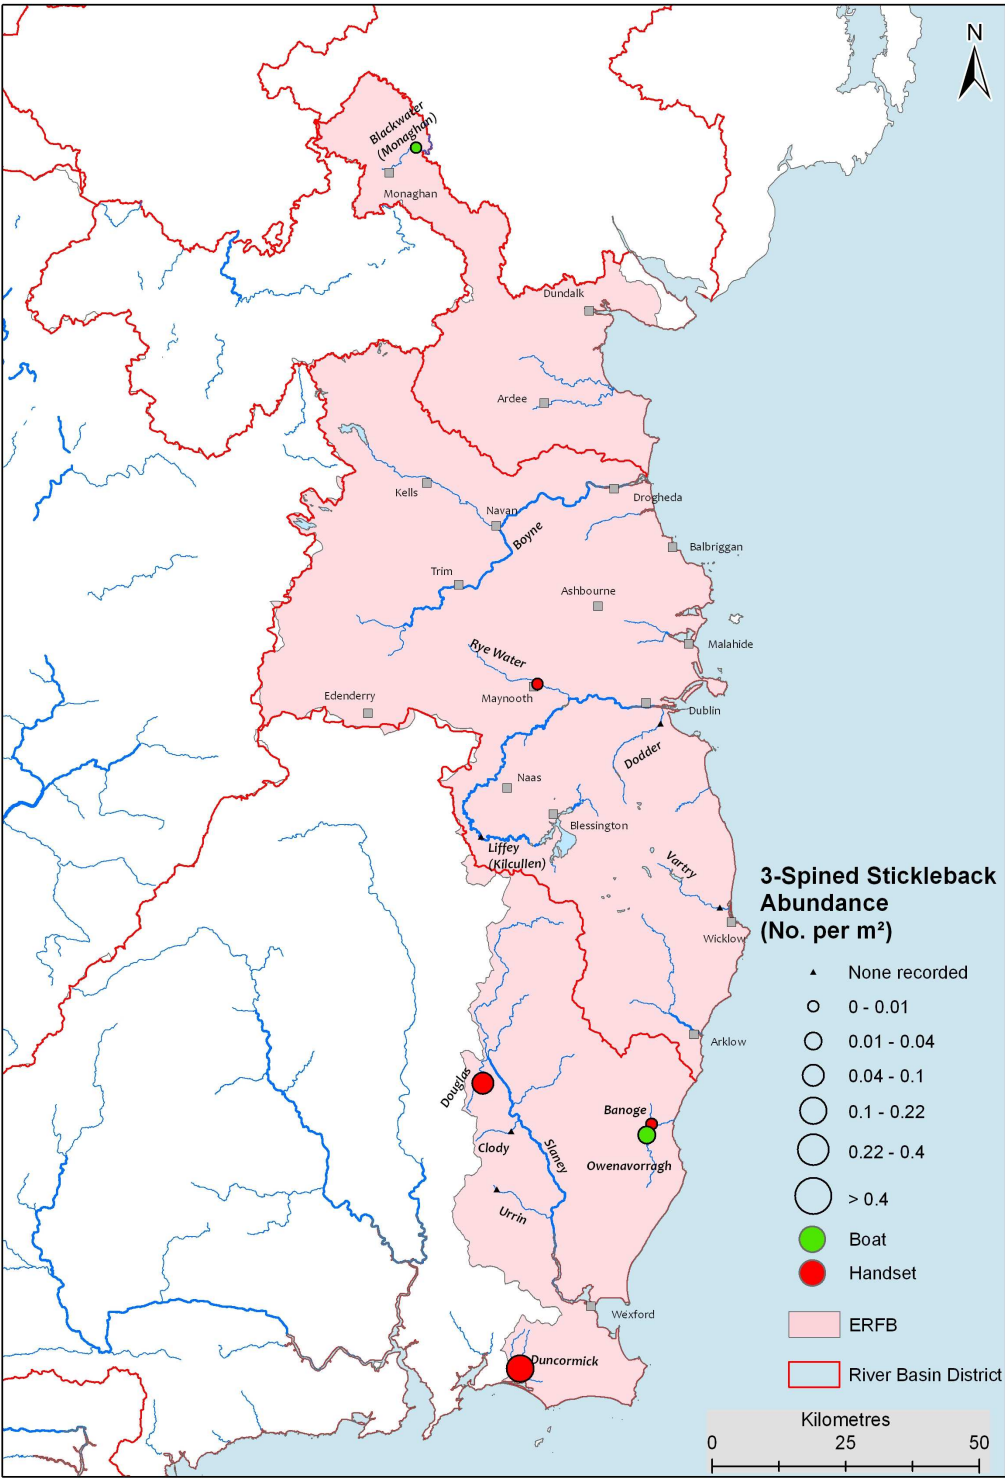 N
Blackwater
(Monaghan)
Monaghan
Dundalk
Ardee
Kells
Drogheda
Navan
Boyne
Balbriggan
Trim
Ashbourne
Malahide
Rye Water
Edenderry
Maynooth
Dublin
Dodder
Naas
Blessington
Liffey
(Kilcullen)
Vartry
Wicklow
3-Spined Stickleback
Abundance
(No. per m²)
None recorded
0 - 0.01
0.01 - 0.04
0.04 - 0.1
0.1 - 0.22
0.22 - 0.4
> 0.4
Boat
Handset
ERFB
River Basin District
Arklow
Douglas
Banoge
Clody
Slaney
Owenavorragh
Urrin
Wexford
Duncormick
Kilometres
0 25 50